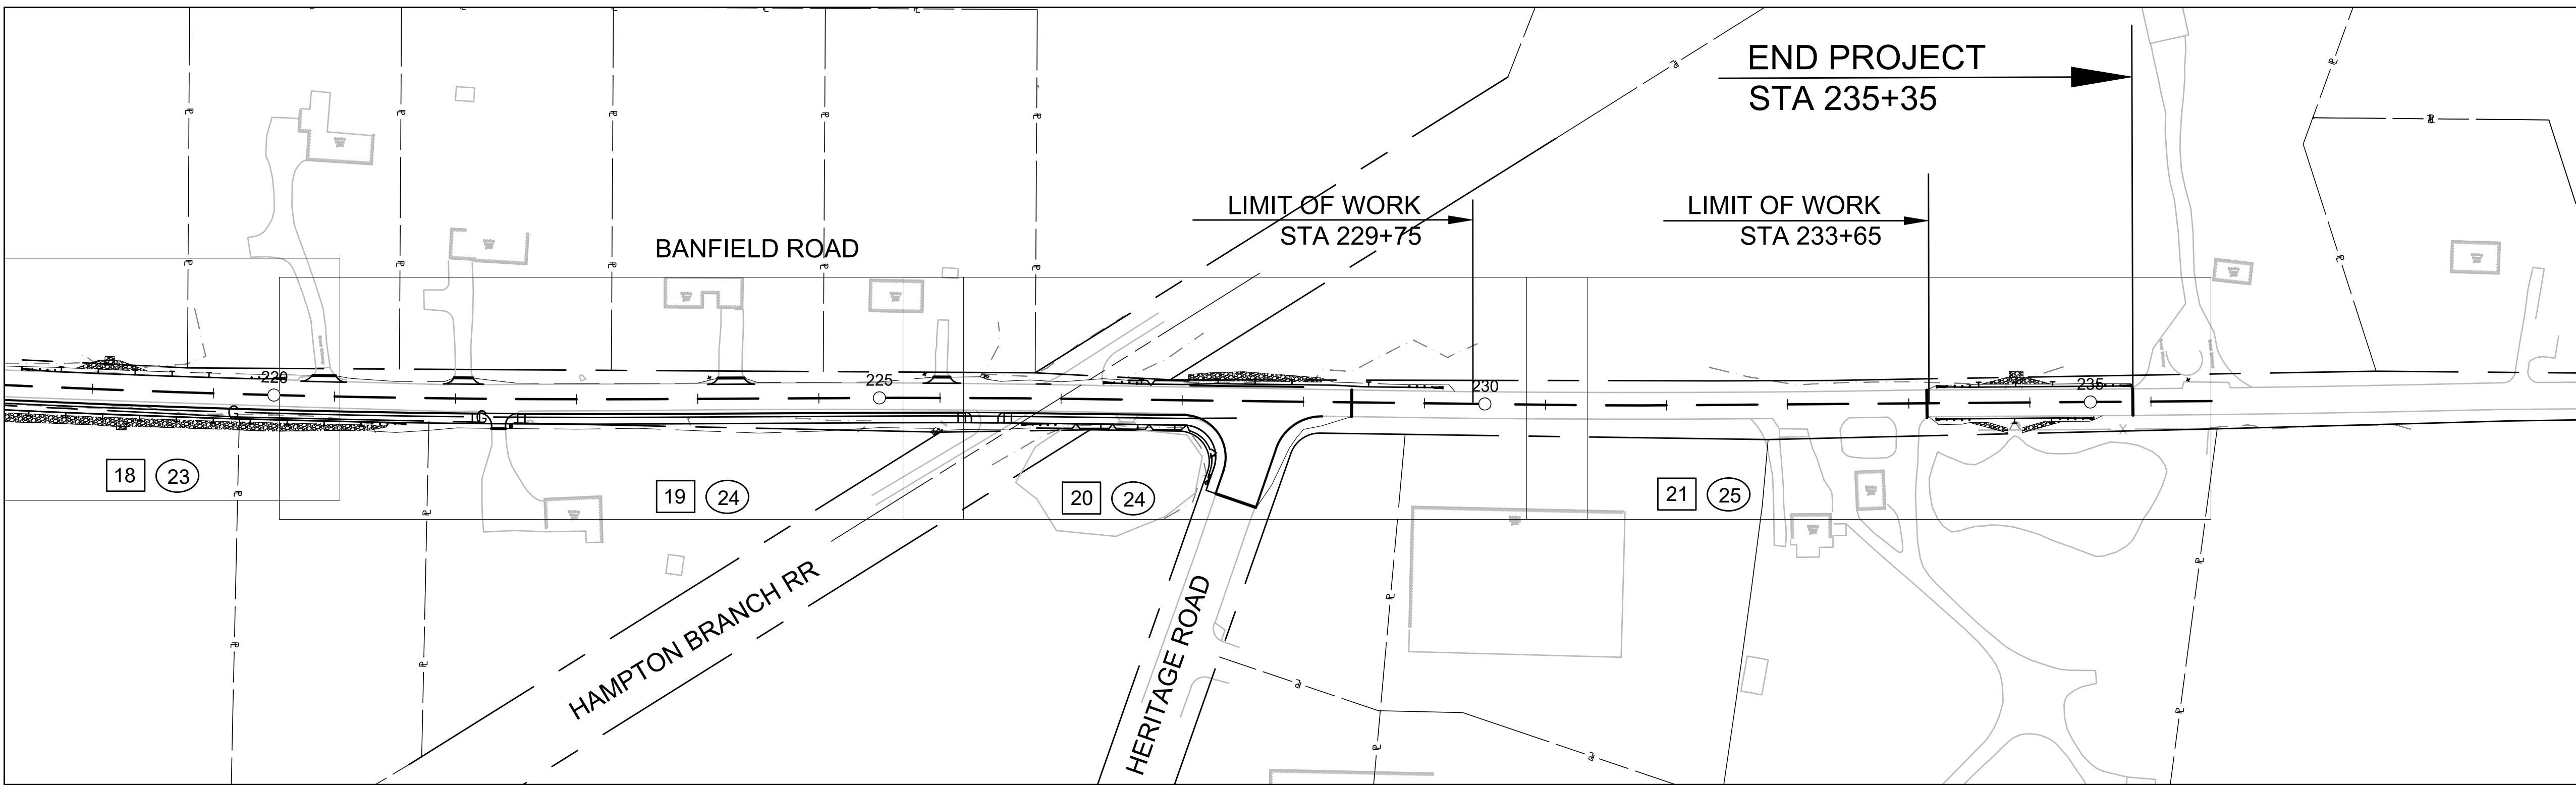 END PROJECT
STA 235+35
LIMIT OF WORK
STA 229+75
LIMIT OF WORK
STA 233+65
BANFIELD ROAD
220
225
230
235
18 23
19 24
20 24
21 25
HAMPTON BRANCH RR
HERITAGE ROAD